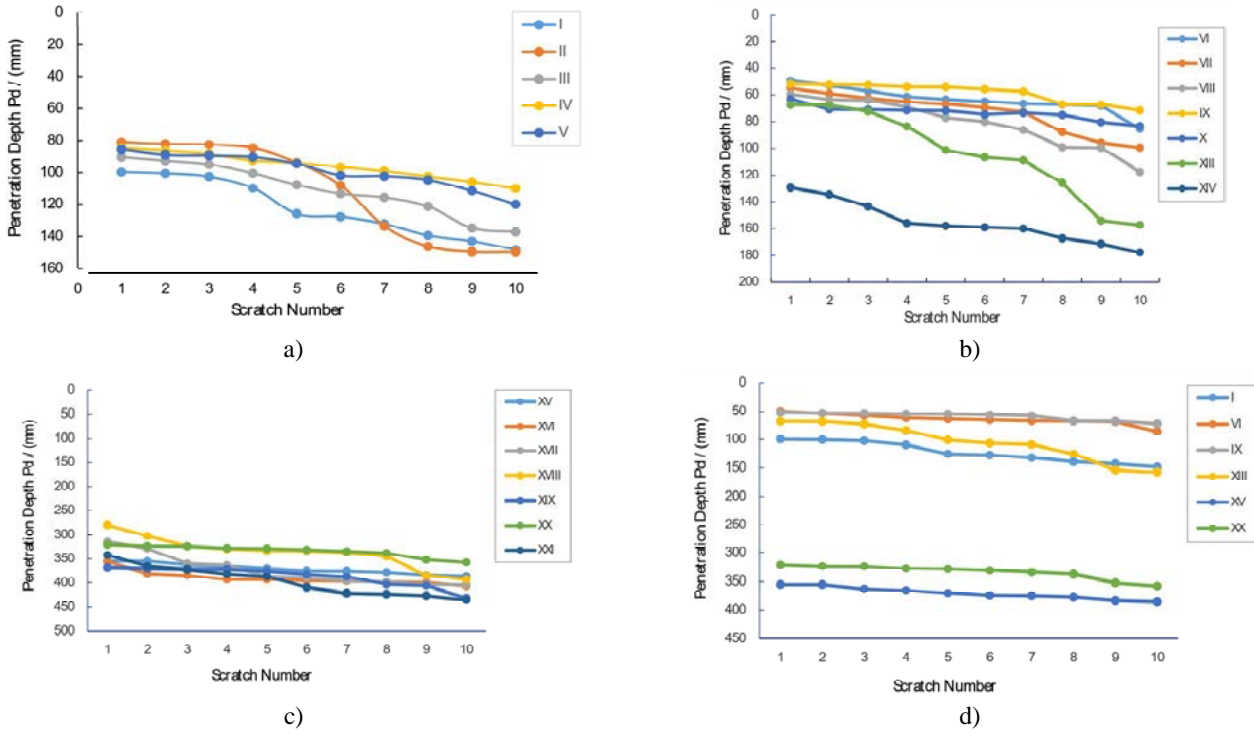 Penetration Depth Pd / (mm)
0
20
40
60
80
100
120
140
160
0 1 2 3 4 5 6 7 8 9 10
Scratch Number
I
II
III
IV
V
a)
Penetration Depth Pd / (nm)
0
20
40
60
80
100
120
140
160
180
200
1 2 3 4 5 6 7 8 9 10
Scratch Number
VI
VII
VIII
IX
X
XIII
XIV
b)
Penetration Depth Pd / (mm)
0
50
100
150
200
250
300
350
400
450
500
1 2 3 4 5 6 7 8 9 10
Scratch Number
XV
XVI
XVII
XVIII
XIX
XX
XXI
c)
Penetration Depth Pd / (nm)
0
50
100
150
200
250
300
350
400
450
1 2 3 4 5 6 7 8 9 10
Scratch Number
I
VI
IX
XIII
XV
XX
d)